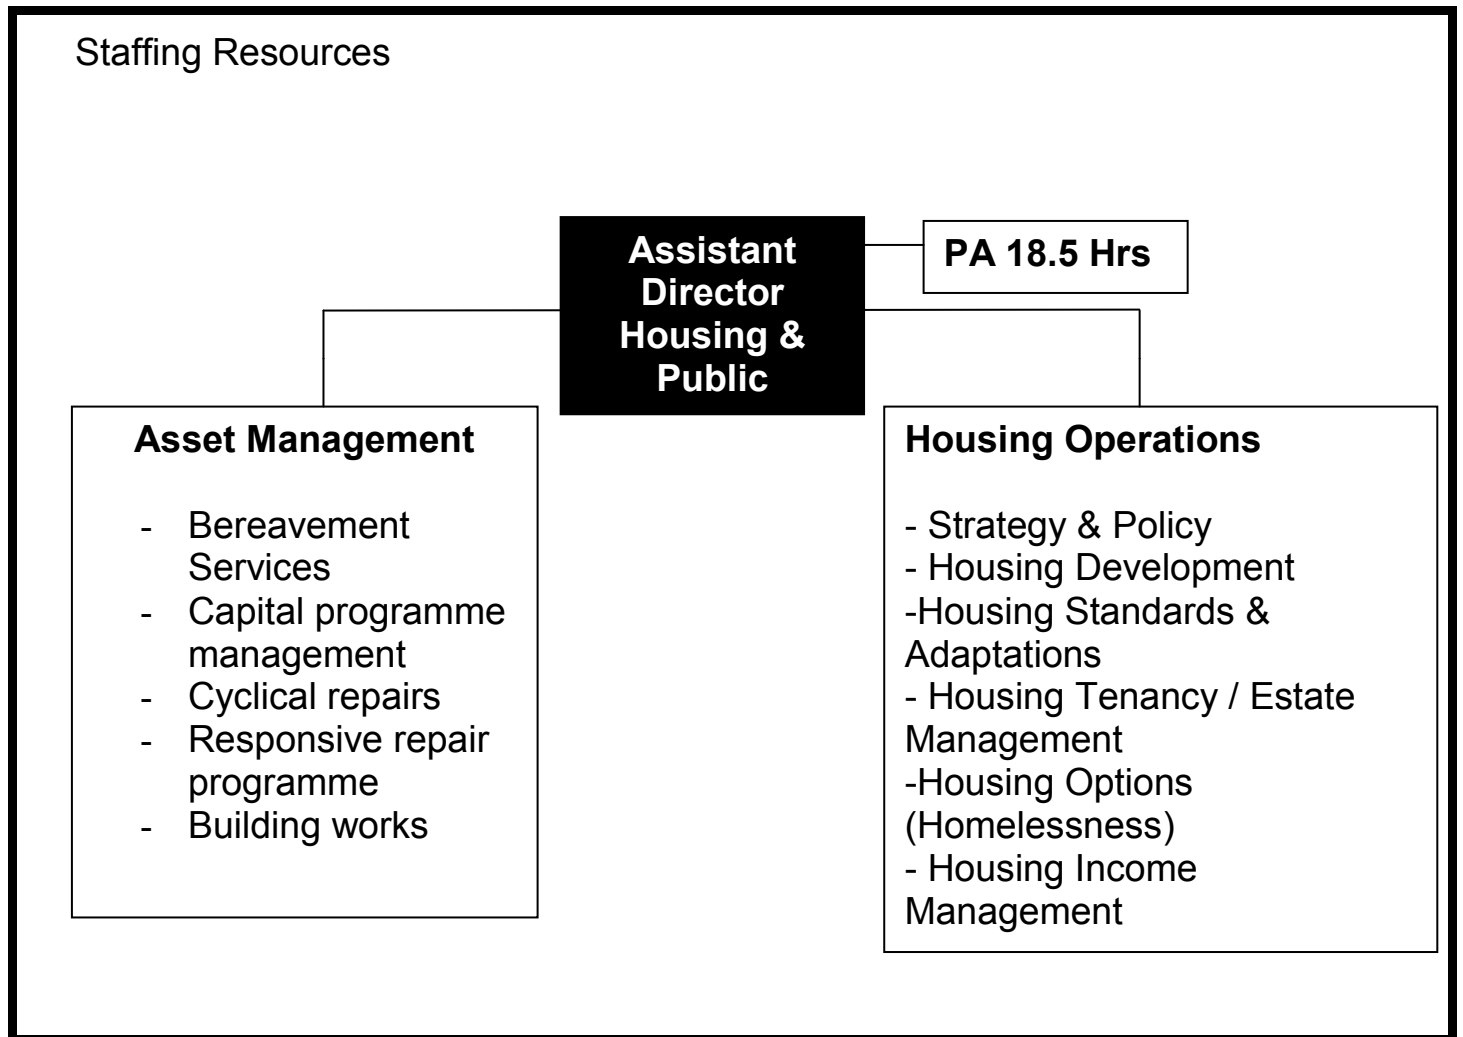 Staffing Resources
Assistant
Director
Housing &
Public
PA 18.5 Hrs
Asset Management
- Bereavement
Services
- Capital programme
management
- Cyclical repairs
- Responsive repair
programme
- Building works
Housing Operations
- Strategy & Policy
- Housing Development
-Housing Standards &
Adaptations
- Housing Tenancy / Estate
Management
-Housing Options
(Homelessness)
- Housing Income
Management